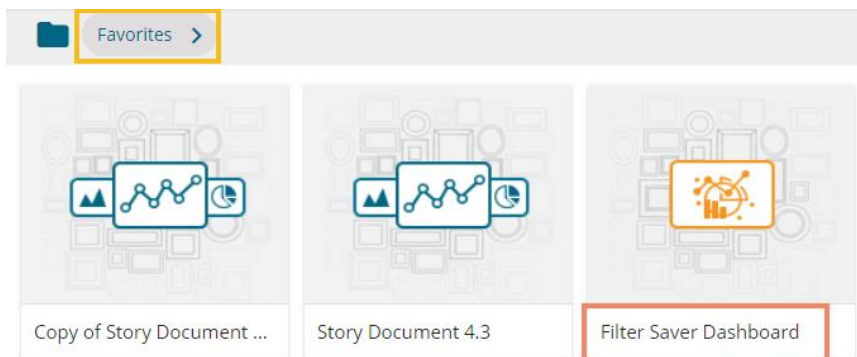 Favorites
Copy of Story Document ...
Story Document 4.3
Filter Saver Dashboard